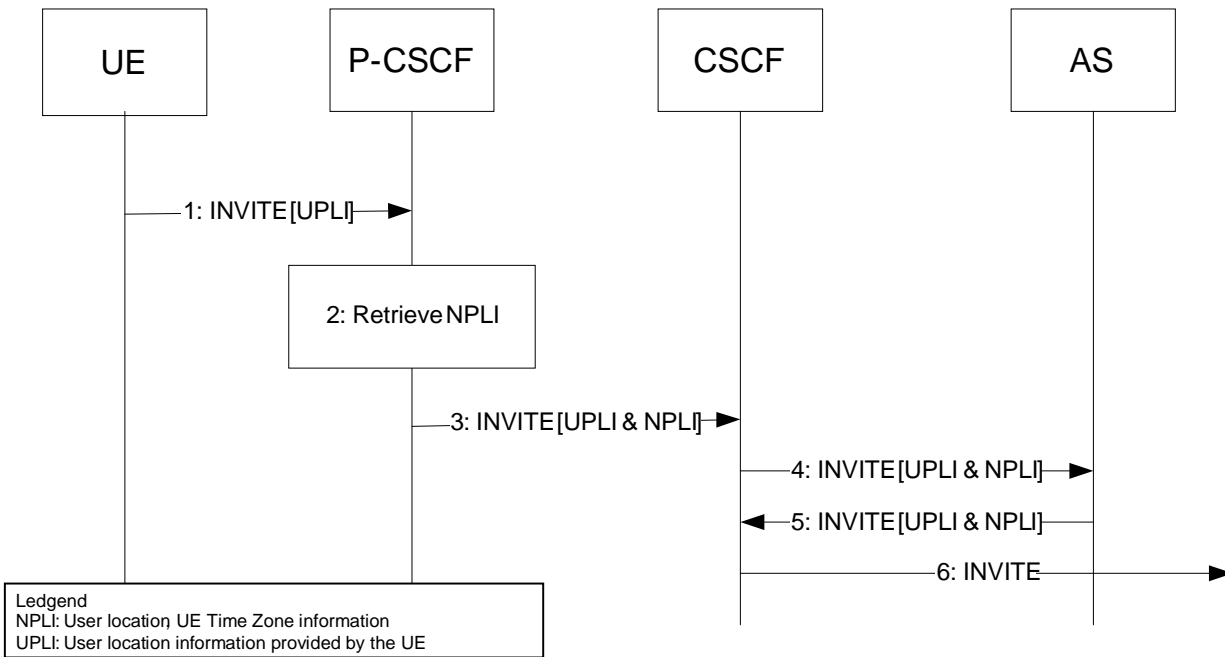 UE
P-CSCF
CSCF
AS
1: INVITE[UPLI]
2: Retrieve NPLI
3: INVITE[UPLI & NPLI]
4: INVITE[UPLI & NPLI]
5: INVITE[UPLI & NPLI]
6: INVITE
Ledgend
NPLI: User location, UE Time Zone information
UPLI: User location information provided by the UE